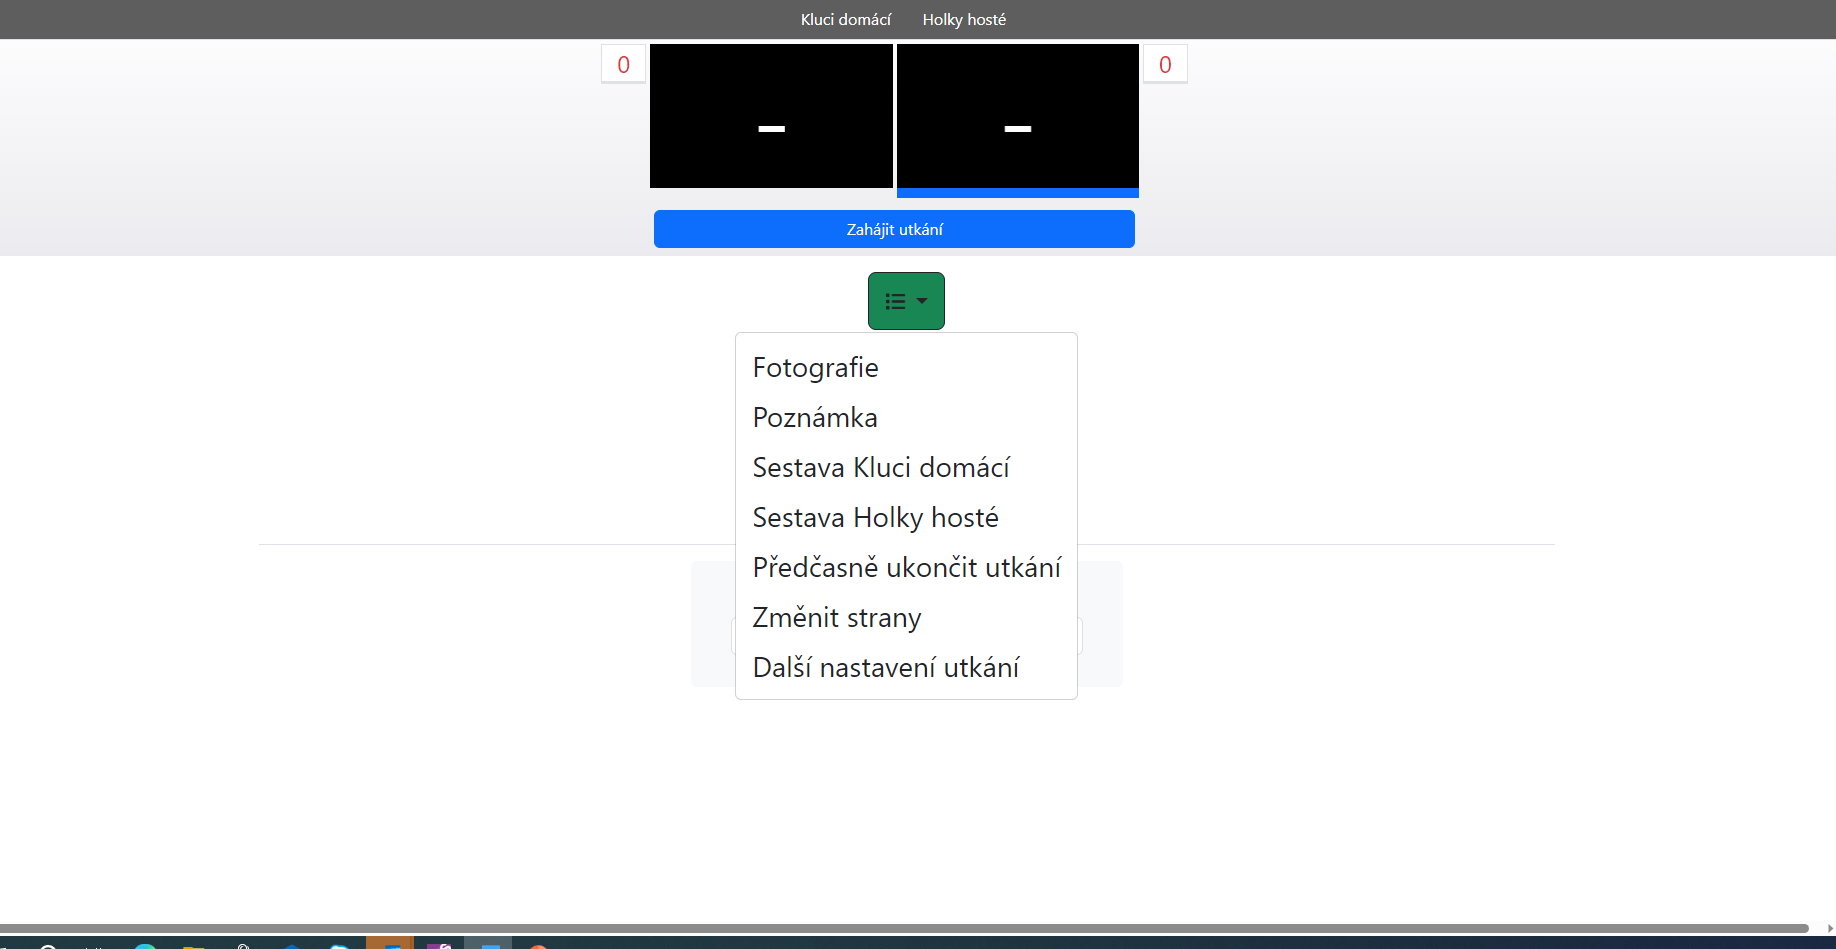 Kluci domácí Holky hosté
0 - - 0
Zahájit utkání
Fotografie
Poznámka
Sestava Kluci domácí
Sestava Holky hosté
Předčasně ukončit utkání
Změnit strany
Další nastavení utkání